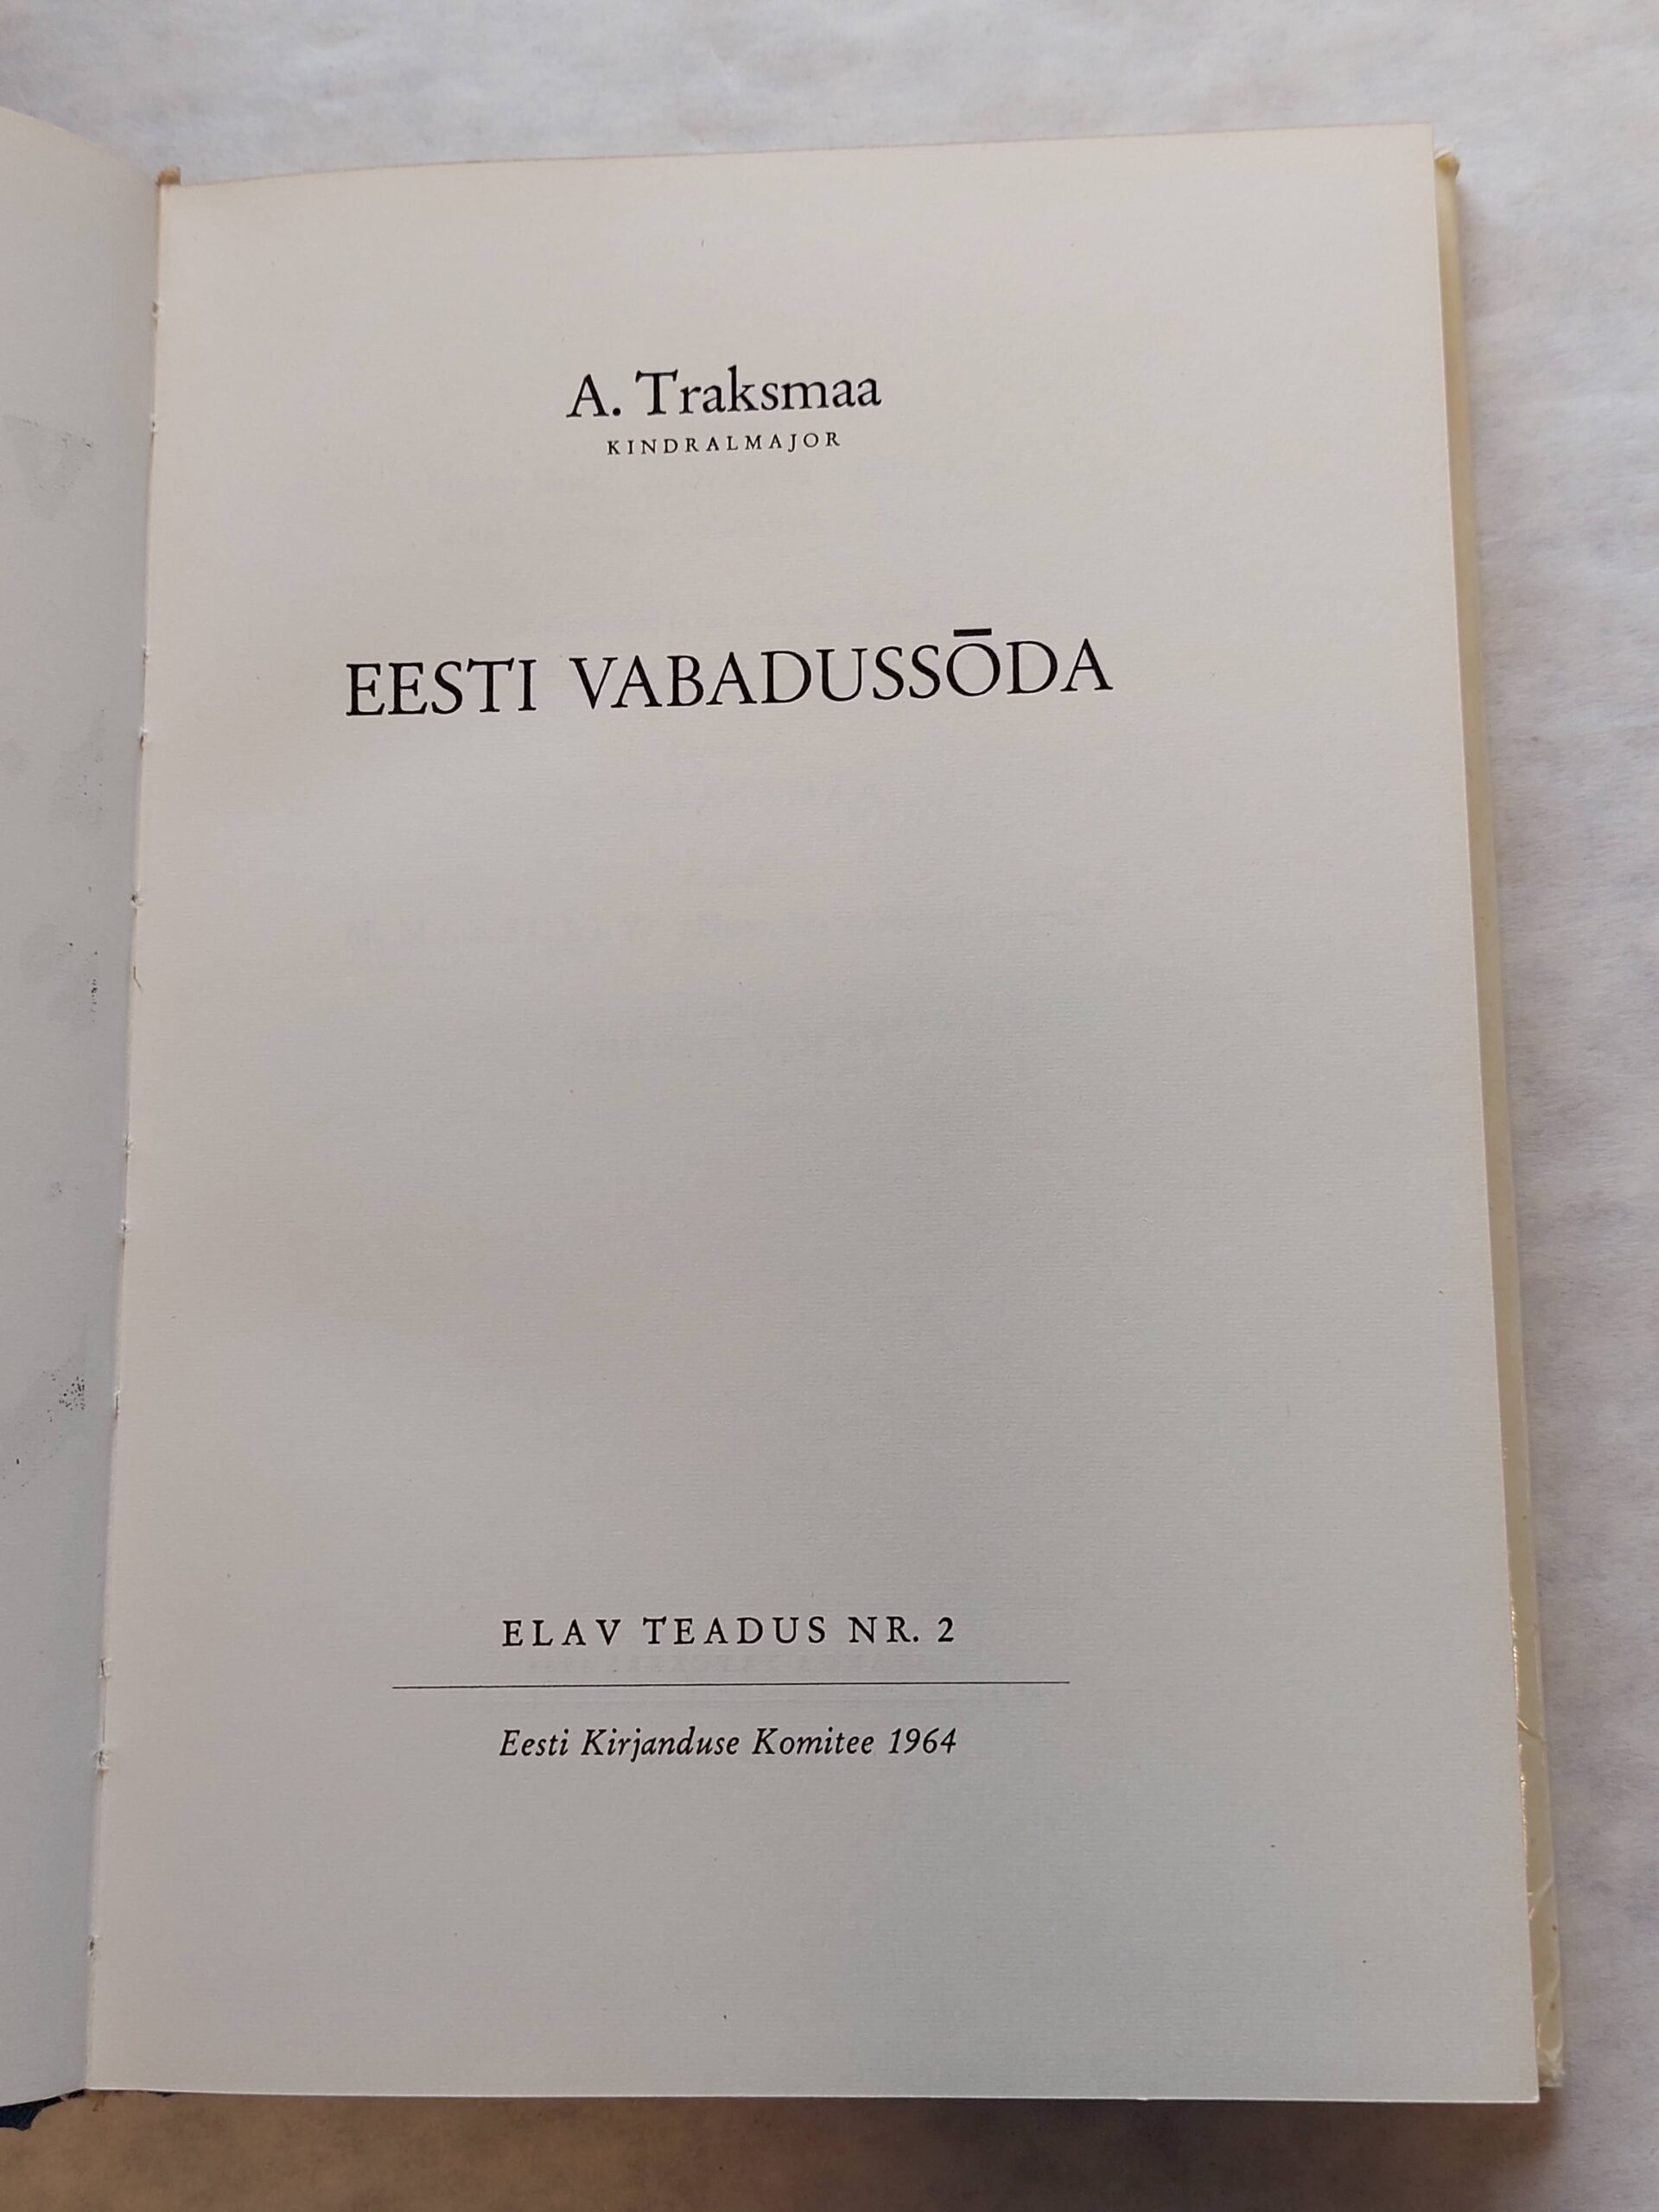 A. Traksmaa
KINDRALMAJOR
EESTI VABADUSSŌDA
ELAV TEADUS NR. 2
Eesti Kirjanduse Komitee 1964